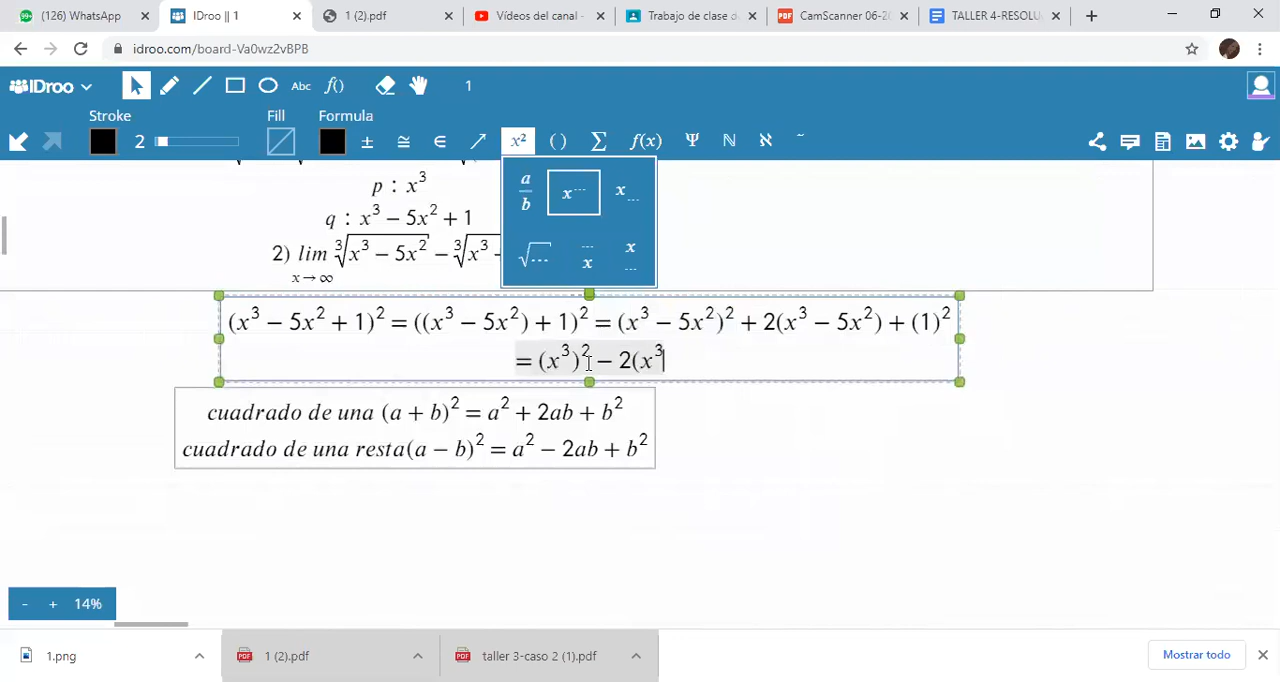 (126) WhatsApp
IDroo || 1
1 (2).pdf
Vídeos del canal -
Trabajo de clase d
CamScanner 06-20
TALLER 4-RESOLU
idroo.com/board-Va0wz2vBPB
IDroo
Abc
f()
1
Stroke
Fill
Formula
2
± ≅ ∈ x² ( ) ∑ f(x) Ψ ℕ ℵ ~
a/b x^... x_...
√... ...x x...
p : x³
q : x³ − 5x² + 1
2) lim ∛(x³ − 5x²) − ∛(x³ −
x → ∞
(x³ − 5x² + 1)² = ((x³ − 5x²) + 1)² = (x³ − 5x²)² + 2(x³ − 5x²) + (1)²
= (x³)² − 2(x³
cuadrado de una (a + b)² = a² + 2ab + b²
cuadrado de una resta(a − b)² = a² − 2ab + b²
- + 14%
1.png
1 (2).pdf
taller 3-caso 2 (1).pdf
Mostrar todo